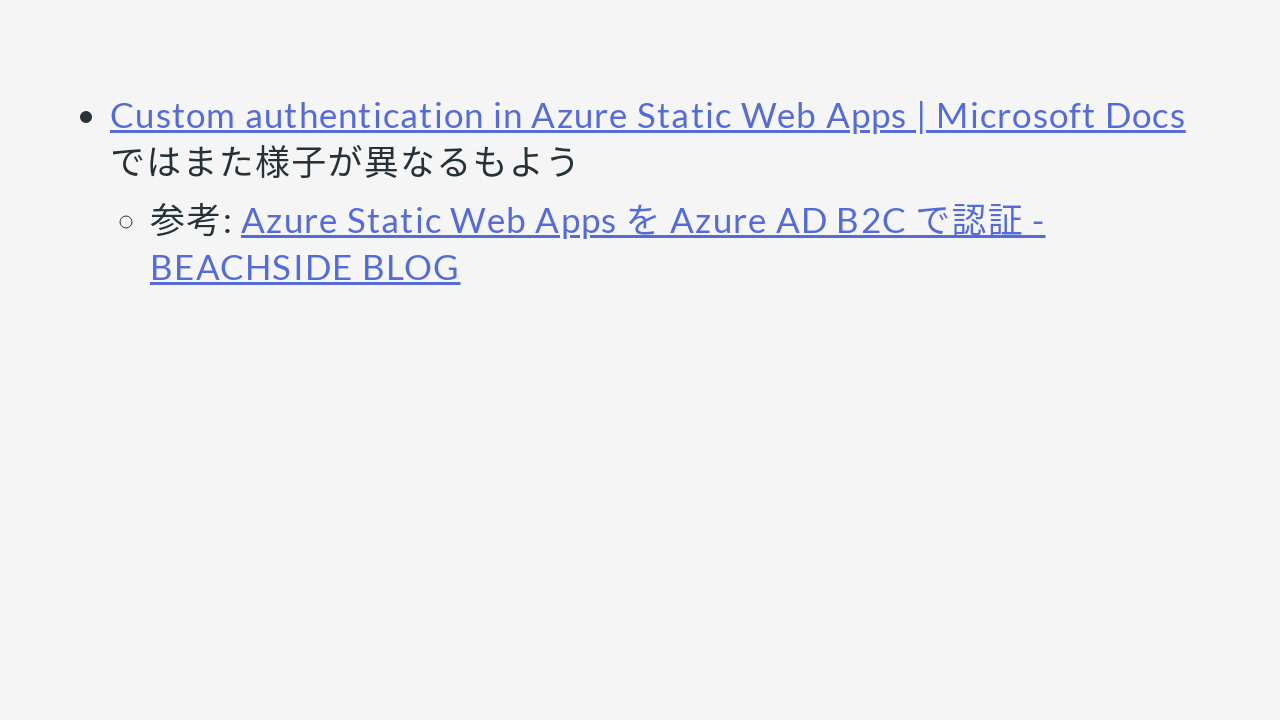 Custom authentication in Azure Static Web Apps | Microsoft Docs
ではまた様子が異なるもよう
参考: Azure Static Web Apps を Azure AD B2C で認証 -
BEACHSIDE BLOG